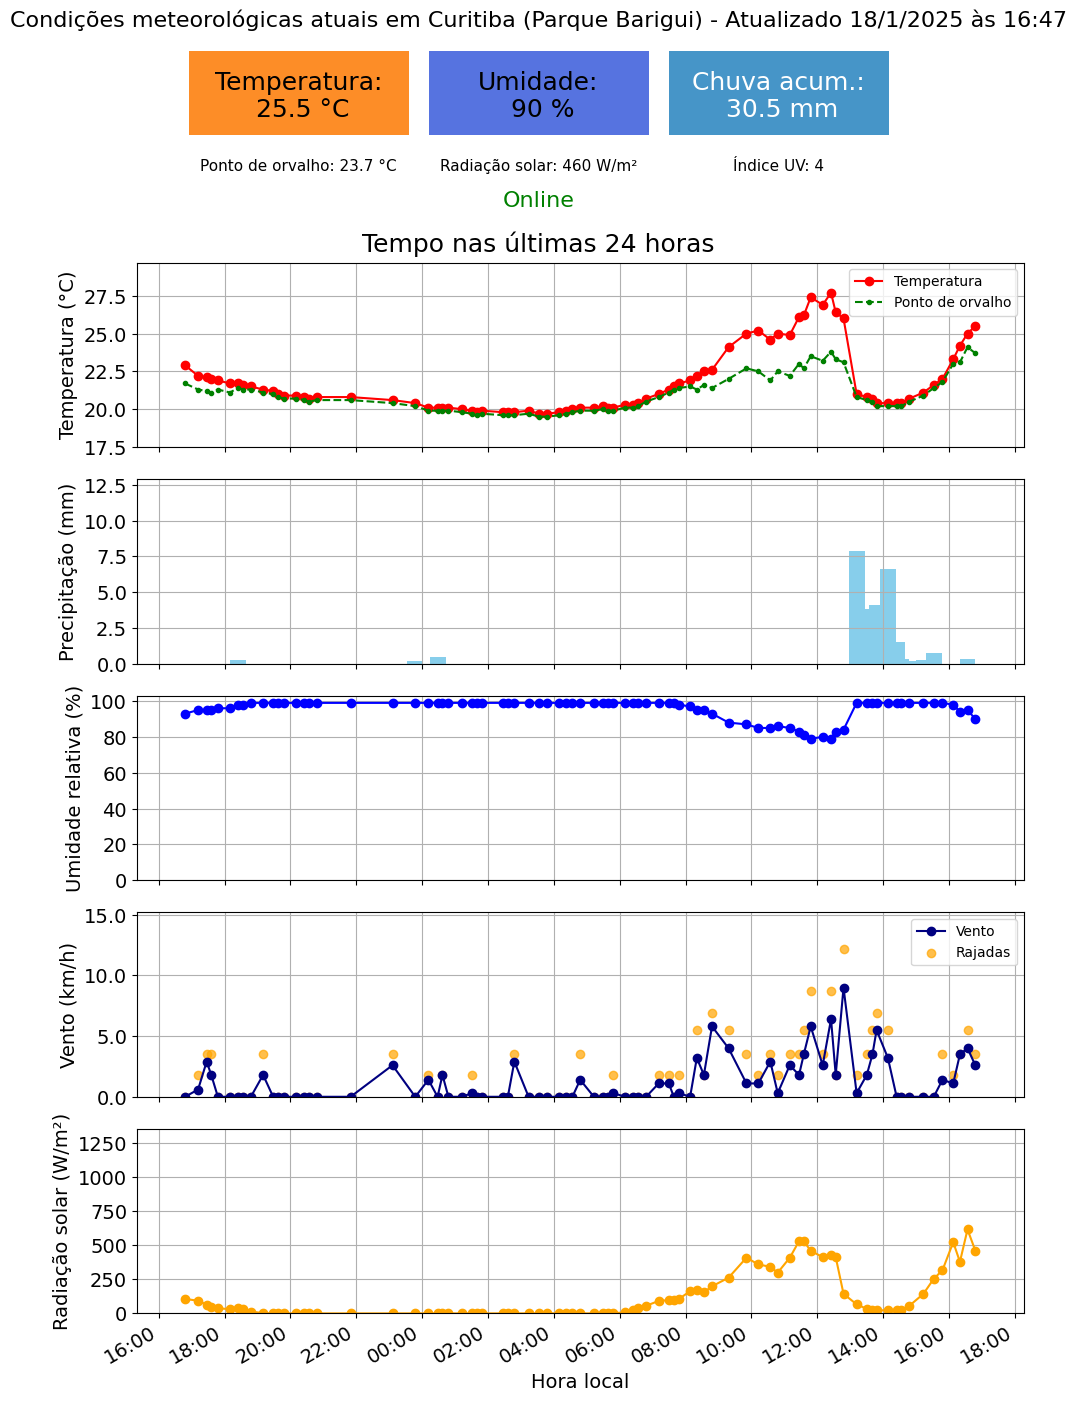 Condições meteorológicas atuais em Curitiba (Parque Barigui) - Atualizado 18/1/2025 às 16:47
Temperatura:
25.5 °C
Umidade:
90 %
Chuva acum.:
30.5 mm
Ponto de orvalho: 23.7 °C
Radiação solar: 460 W/m²
Índice UV: 4
Online
Tempo nas últimas 24 horas
Temperatura (°C)
27.5
25.0
22.5
20.0
17.5
Temperatura
Ponto de orvalho
Precipitação (mm)
12.5
10.0
7.5
5.0
2.5
0.0
Umidade relativa (%)
100
80
60
40
20
0
Vento (km/h)
15.0
10.0
5.0
0.0
Vento
Rajadas
Radiação solar (W/m²)
1250
1000
750
500
250
0
16:00
18:00
20:00
22:00
00:00
02:00
04:00
06:00
08:00
10:00
12:00
14:00
16:00
18:00
Hora local